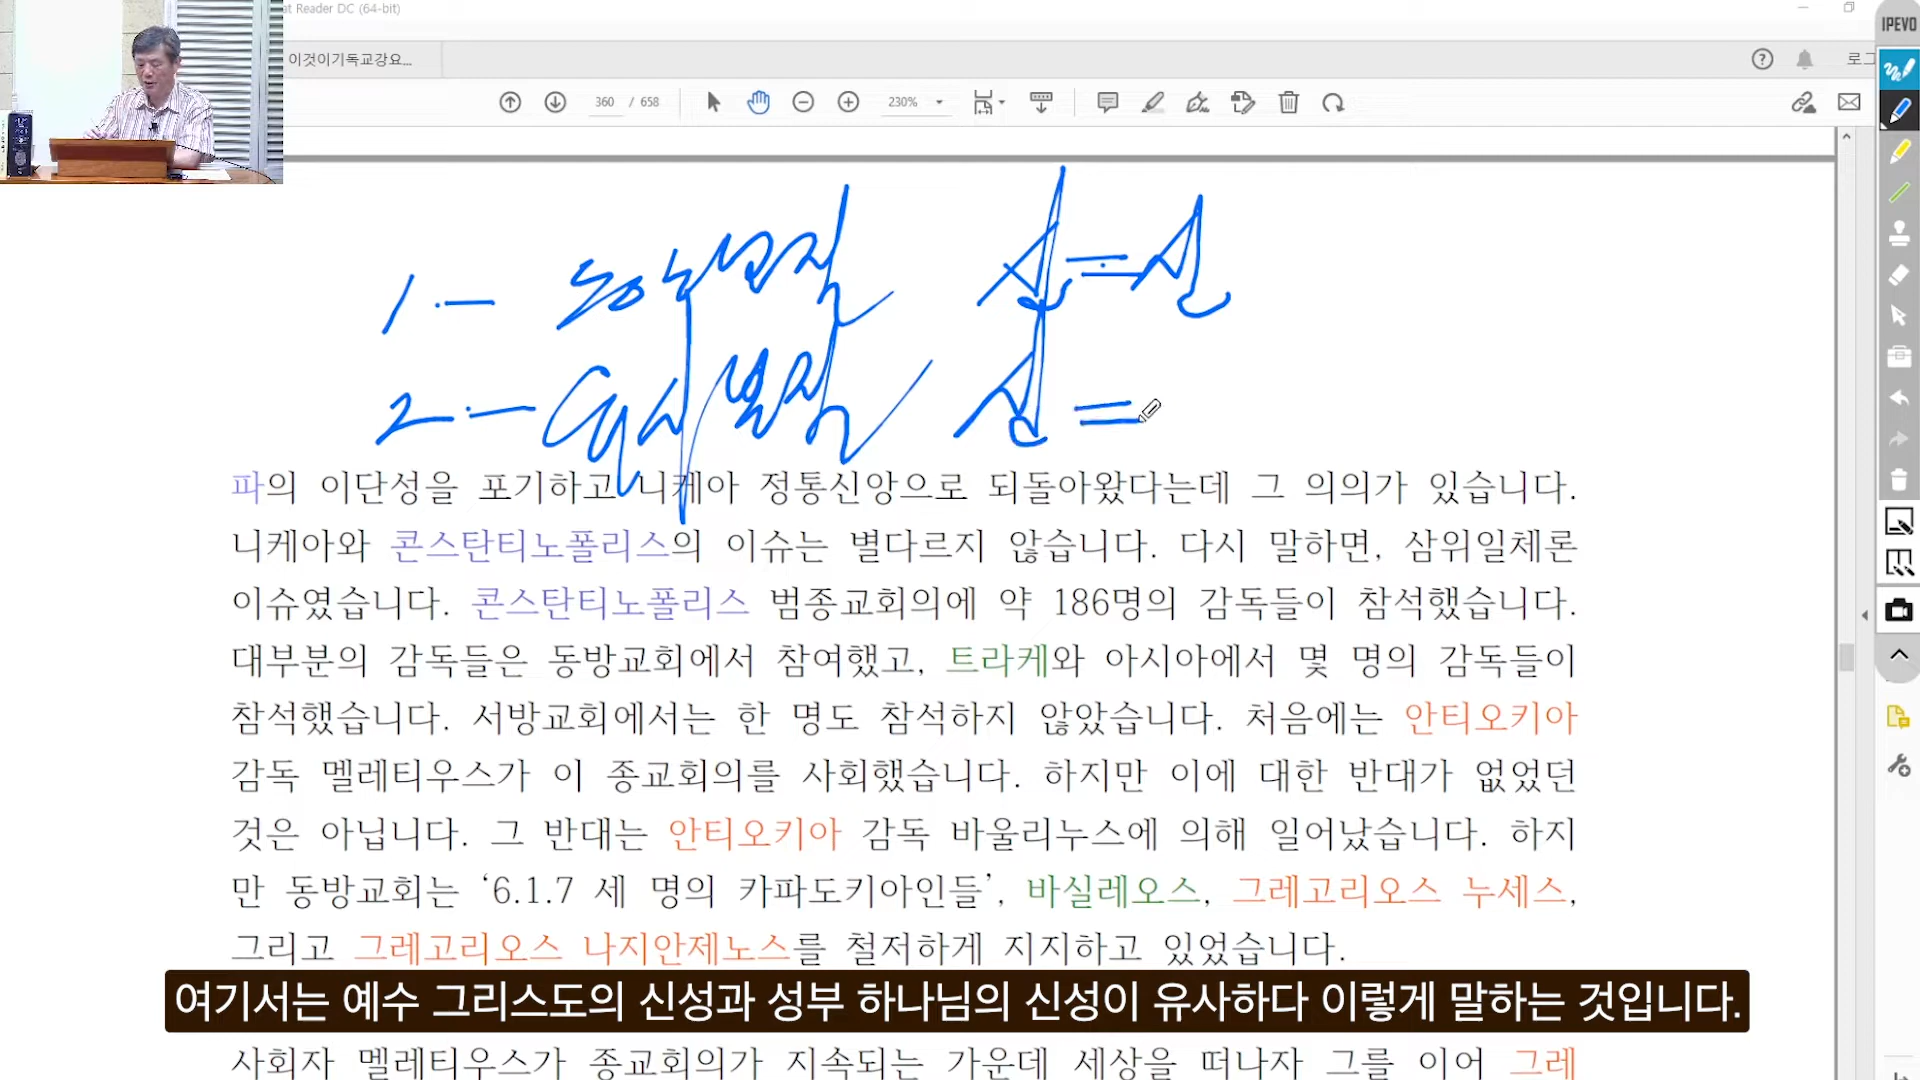 at Reader DC (64-bit)
IPEVO
이것이기독교강요...
로그
360 / 658
230%
1- 동일본질 신=신
2-유사본질 신=
파의 이단성을 포기하고 니케아 정통신앙으로 되돌아왔다는데 그 의의가 있습니다.
니케아와 콘스탄티노폴리스의 이슈는 별다르지 않습니다. 다시 말하면, 삼위일체론
이슈였습니다. 콘스탄티노폴리스 범종교회의에 약 186명의 감독들이 참석했습니다.
대부분의 감독들은 동방교회에서 참여했고, 트라케와 아시아에서 몇 명의 감독들이
참석했습니다. 서방교회에서는 한 명도 참석하지 않았습니다. 처음에는 안티오키아
감독 멜레티우스가 이 종교회의를 사회했습니다. 하지만 이에 대한 반대가 없었던
것은 아닙니다. 그 반대는 안티오키아 감독 바울리누스에 의해 일어났습니다. 하지
만 동방교회는 ‘6.1.7 세 명의 카파도키아인들’, 바실레오스, 그레고리오스 누세스,
그리고 그레고리오스 나지안제노스를 철저하게 지지하고 있었습니다.
여기서는 예수 그리스도의 신성과 성부 하나님의 신성이 유사하다 이렇게 말하는 것입니다.
사회자 멜레티우스가 종교회의가 지속되는 가운데 세상을 떠나자 그를 이어 그레